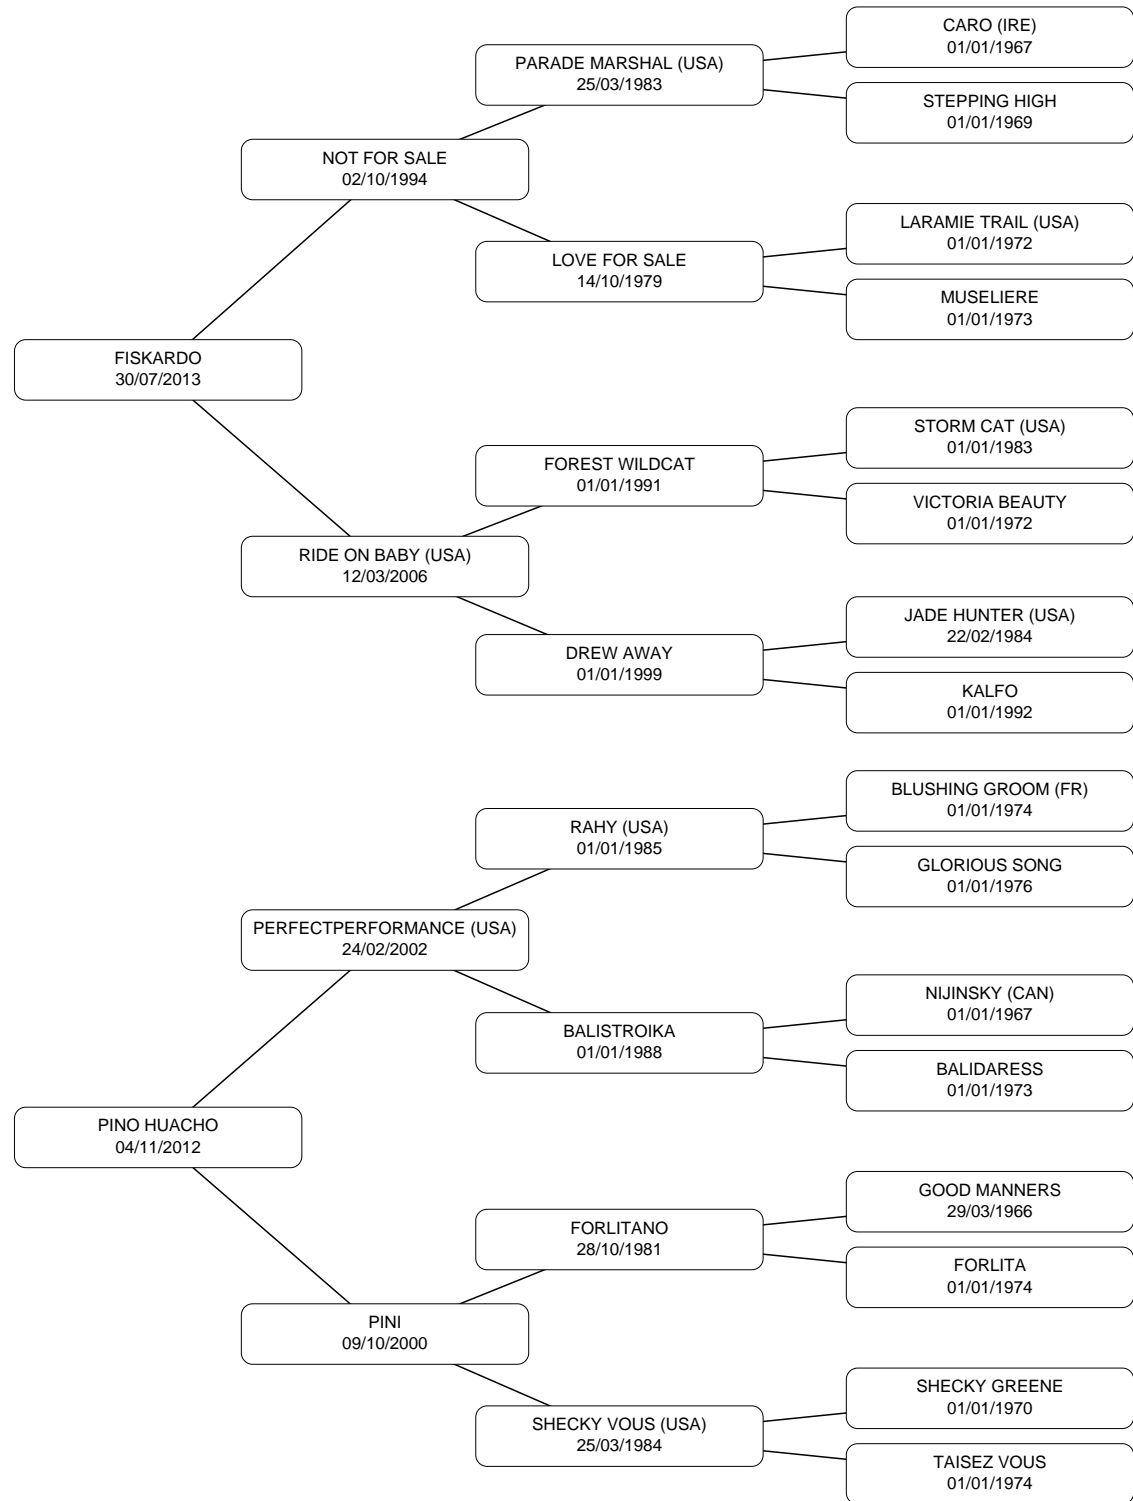 CARO (IRE)
01/01/1967
PARADE MARSHAL (USA)
25/03/1983
STEPPING HIGH
01/01/1969
NOT FOR SALE
02/10/1994
LARAMIE TRAIL (USA)
01/01/1972
LOVE FOR SALE
14/10/1979
MUSELIERE
01/01/1973
FISKARDO
30/07/2013
STORM CAT (USA)
01/01/1983
FOREST WILDCAT
01/01/1991
VICTORIA BEAUTY
01/01/1972
RIDE ON BABY (USA)
12/03/2006
JADE HUNTER (USA)
22/02/1984
DREW AWAY
01/01/1999
KALFO
01/01/1992
BLUSHING GROOM (FR)
01/01/1974
RAHY (USA)
01/01/1985
GLORIOUS SONG
01/01/1976
PERFECTPERFORMANCE (USA)
24/02/2002
NIJINSKY (CAN)
01/01/1967
BALISTROIKA
01/01/1988
BALIDARESS
01/01/1973
PINO HUACHO
04/11/2012
GOOD MANNERS
29/03/1966
FORLITANO
28/10/1981
FORLITA
01/01/1974
PINI
09/10/2000
SHECKY GREENE
01/01/1970
SHECKY VOUS (USA)
25/03/1984
TAISEZ VOUS
01/01/1974